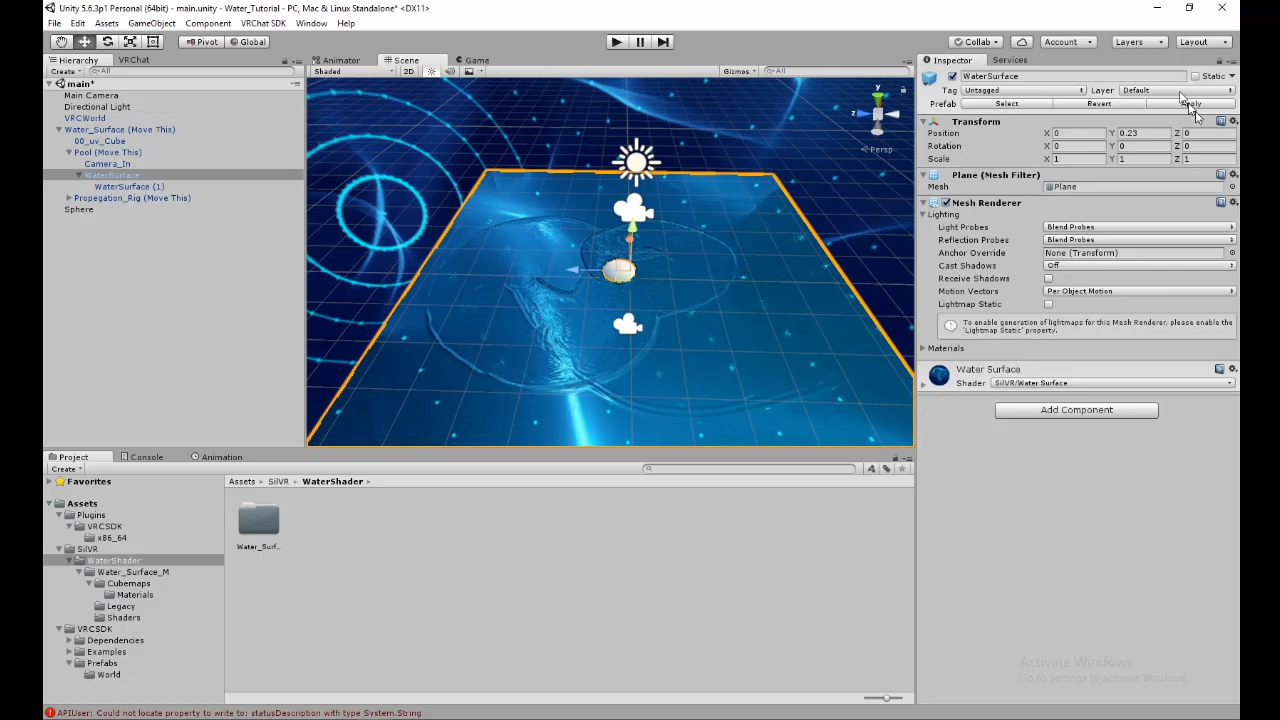 Unity 5.6.3p1 Personal (64bit) - main.unity - Water_Tutorial - PC, Mac & Linux Standalone* <DX11>
File Edit Assets GameObject Component VRChat SDK Window Help
Pivot Global Collab Account Layers Layout
Hierarchy VRChat Animator Scene Game Inspector Services
Create All Shaded 2D Gizmos All
main*
Main Camera
Directional Light
VRCWorld
Water_Surface (Move This)
00_uv_Cube
Pool (Move This)
Camera_In
WaterSurface
WaterSurface (1)
Propegation_Rig (Move This)
Sphere
y
z
Persp
WaterSurface Static
Tag Untagged Layer Default
Prefab Select Revert
Transform
Position X 0 Y 0.23 Z 0
Rotation X 0 Y 0 Z 0
Scale X 1 Y 1 Z 1
Plane (Mesh Filter)
Mesh Plane
Mesh Renderer
Lighting
Light Probes Blend Probes
Reflection Probes Blend Probes
Anchor Override None (Transform)
Cast Shadows Off
Receive Shadows
Motion Vectors Per Object Motion
Lightmap Static
To enable generation of lightmaps for this Mesh Renderer, please enable the
'Lightmap Static' property.
Materials
Water Surface
Shader SilVR/Water Surface
Add Component
Project Console Animation
Create
Favorites
Assets
Plugins
VRCSDK
x86_64
SilVR
WaterShader
Water_Surface_M
Cubemaps
Materials
Legacy
Shaders
VRCSDK
Dependencies
Examples
Prefabs
World
Assets SilVR WaterShader
Water_Surf...
Activate Windows
Go to Settings to activate Windows.
APIUser: Could not locate property to write to: statusDescription with type System.String